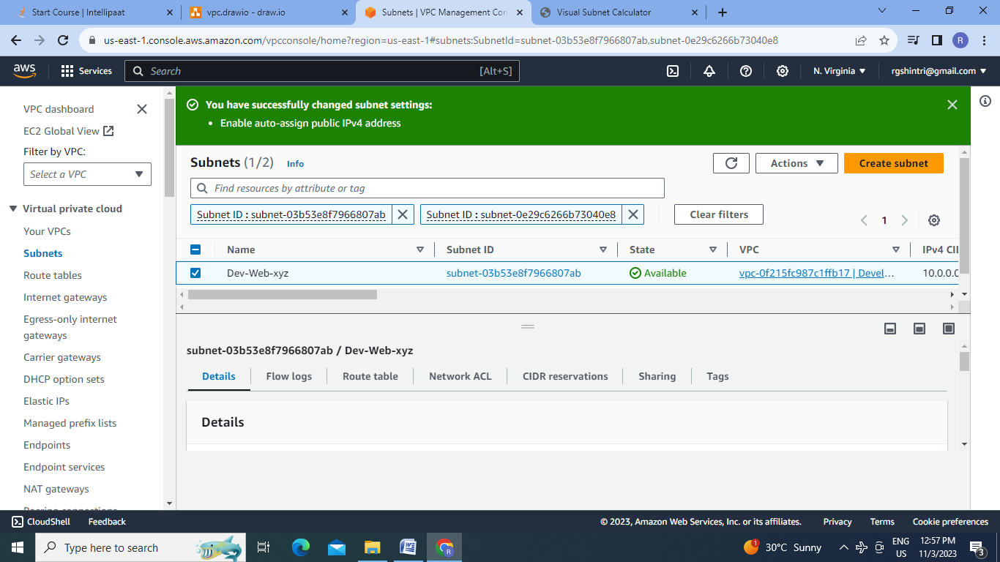 Start Course | Intellipaat
vpc.drawio - draw.io
Subnets | VPC Management Con
Visual Subnet Calculator
us-east-1.console.aws.amazon.com/vpcconsole/home?region=us-east-1#subnets:SubnetId=subnet-03b53e8f7966807ab,subnet-0e29c6266b73040e8
R
aws
Services
Search
[Alt+S]
N. Virginia
rgshintri@gmail.com
VPC dashboard
EC2 Global View
Filter by VPC:
Select a VPC
Virtual private cloud
Your VPCs
Subnets
Route tables
Internet gateways
Egress-only internet
gateways
Carrier gateways
DHCP option sets
Elastic IPs
Managed prefix lists
Endpoints
Endpoint services
NAT gateways
Peering connections
You have successfully changed subnet settings:
• Enable auto-assign public IPv4 address
Subnets (1/2) Info
Actions
Create subnet
Find resources by attribute or tag
Subnet ID : subnet-03b53e8f7966807ab
Subnet ID : subnet-0e29c6266b73040e8
Clear filters
1
Name Subnet ID State VPC IPv4 CI
Dev-Web-xyz subnet-03b53e8f7966807ab Available vpc-0f215fc987c1ffb17 | Devel... 10.0.0.0
subnet-03b53e8f7966807ab / Dev-Web-xyz
Details Flow logs Route table Network ACL CIDR reservations Sharing Tags
Details
CloudShell Feedback © 2023, Amazon Web Services, Inc. or its affiliates. Privacy Terms Cookie preferences
Type here to search
1
30°C Sunny
ENG
US
12:57 PM
11/3/2023
3